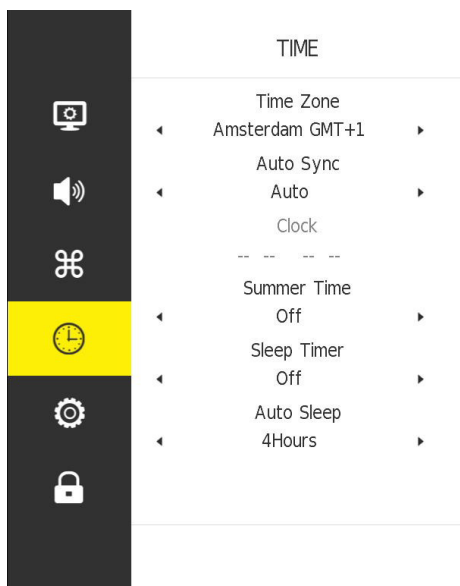 TIME
Time Zone
Amsterdam GMT+1
Auto Sync
Auto
Clock
-- -- -- --
Summer Time
Off
Sleep Timer
Off
Auto Sleep
4Hours